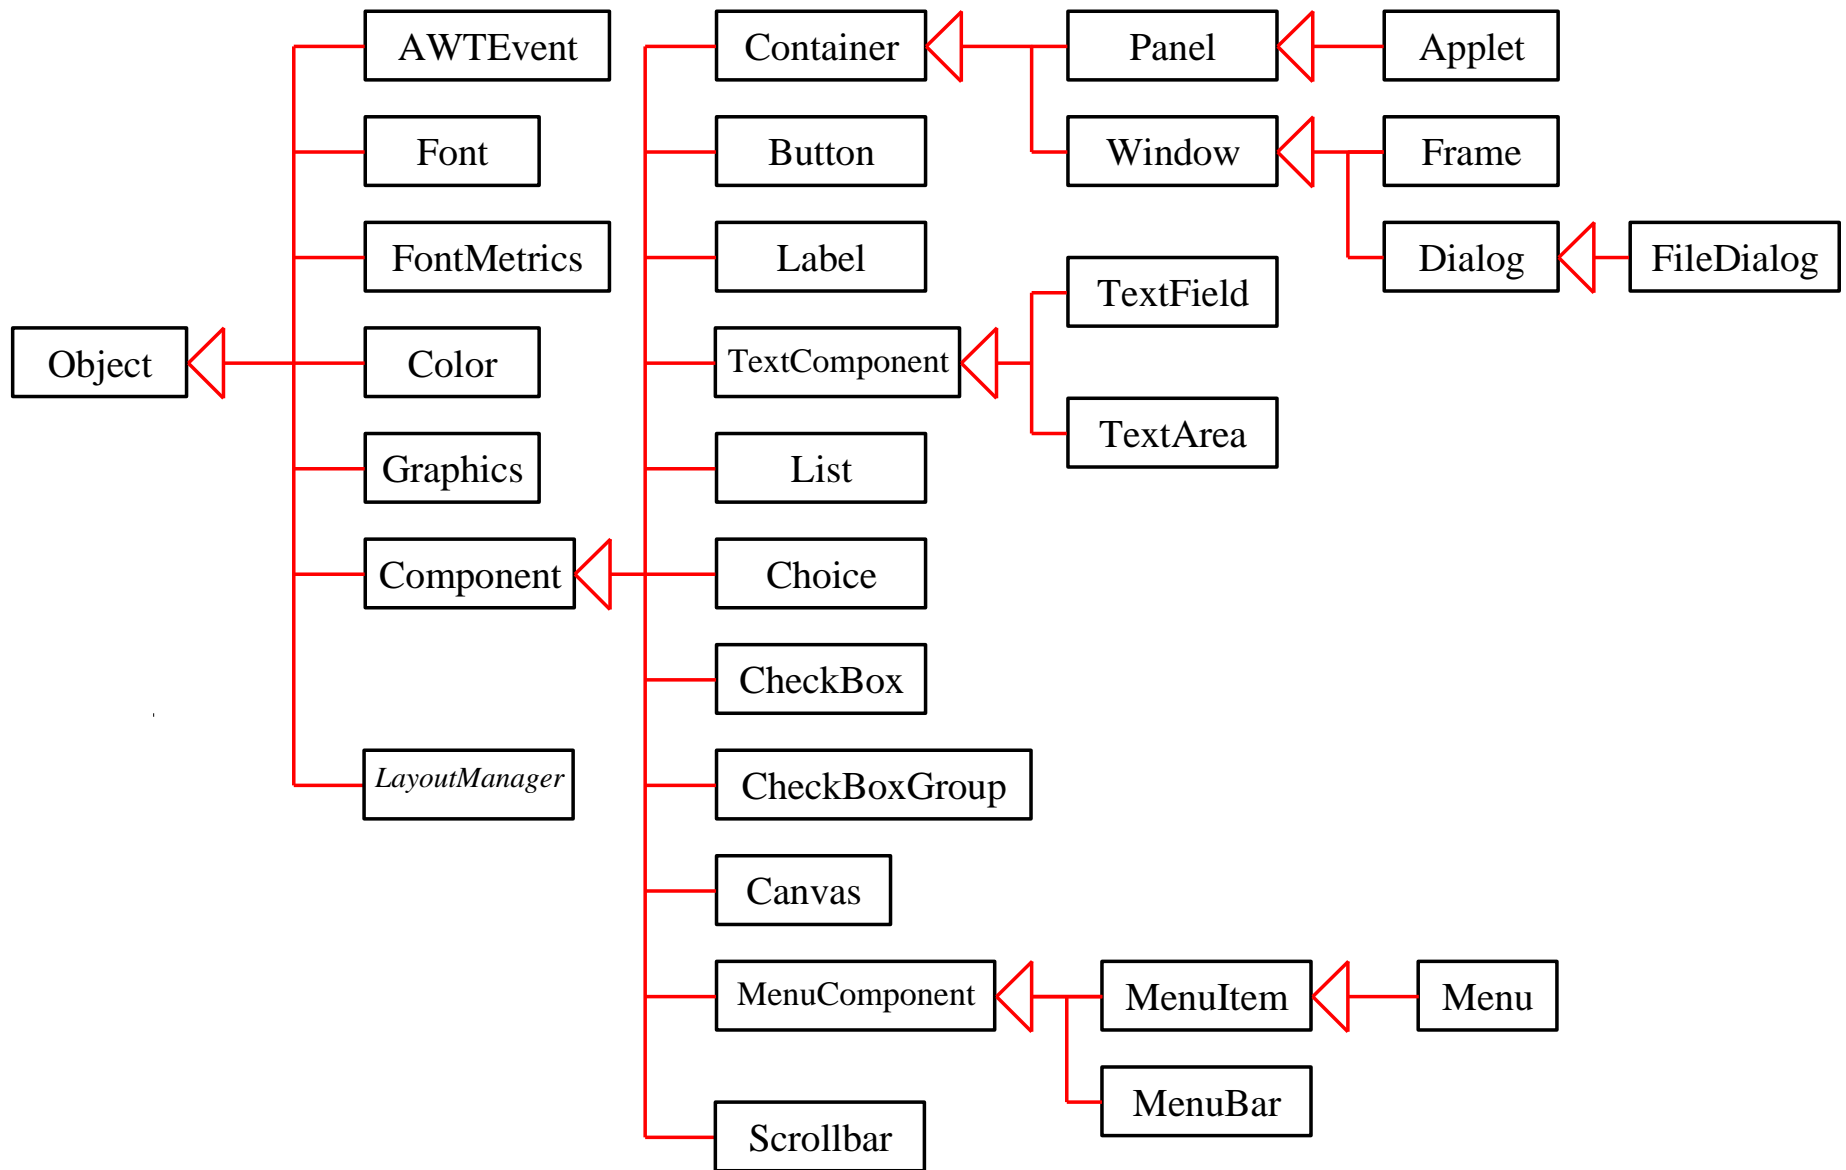 AWTEvent
Container
Panel
Applet
Font
Button
Window
Frame
FontMetrics
Label
Dialog
FileDialog
TextField
Object
Color
TextComponent
TextArea
Graphics
List
Component
Choice
CheckBox
LayoutManager
CheckBoxGroup
Canvas
MenuComponent
MenuItem
Menu
MenuBar
Scrollbar